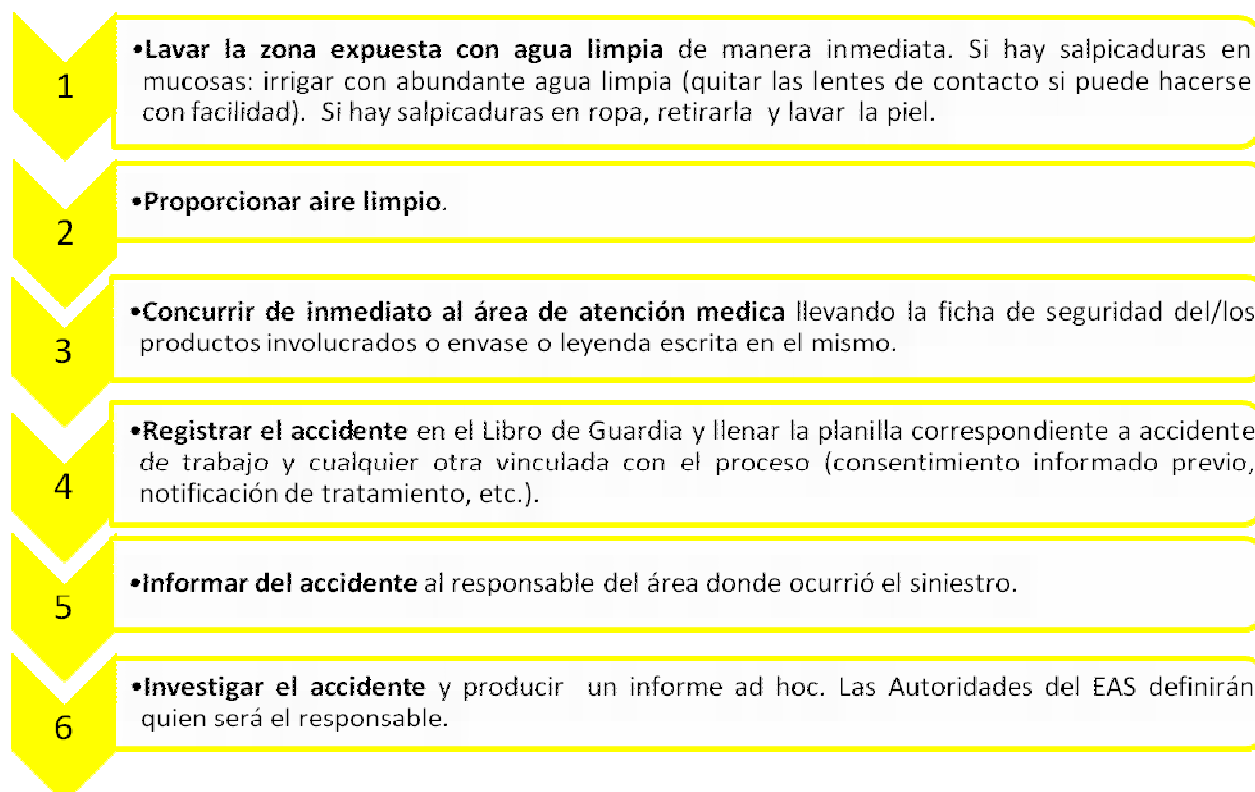 1
•Lavar la zona expuesta con agua limpia de manera inmediata. Si hay salpicaduras en
mucosas: irrigar con abundante agua limpia (quitar las lentes de contacto si puede hacerse
con facilidad). Si hay salpicaduras en ropa, retirarla y lavar la piel.
2
•Proporcionar aire limpio.
3
•Concurrir de inmediato al área de atención medica llevando la ficha de seguridad del/los
productos involucrados o envase o leyenda escrita en el mismo.
4
•Registrar el accidente en el Libro de Guardia y llenar la planilla correspondiente a accidente
de trabajo y cualquier otra vinculada con el proceso (consentimiento informado previo,
notificación de tratamiento, etc.).
5
•Informar del accidente al responsable del área donde ocurrió el siniestro.
6
•Investigar el accidente y producir un informe ad hoc. Las Autoridades del EAS definirán
quien será el responsable.